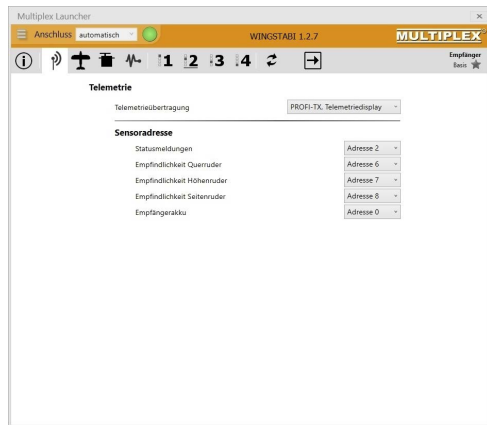 Multiplex Launcher
Anschluss automatisch WINGSTABI 1.2.7 MULTIPLEX
1 2 3 4
Empfänger
Basis
Telemetrie
Telemetrieübertragung PROFI-TX, Telemetriedisplay
Sensoradresse
Statusmeldungen Adresse 2
Empfindlichkeit Querruder Adresse 6
Empfindlichkeit Höhenruder Adresse 7
Empfindlichkeit Seitenruder Adresse 8
Empfängerakku Adresse 0